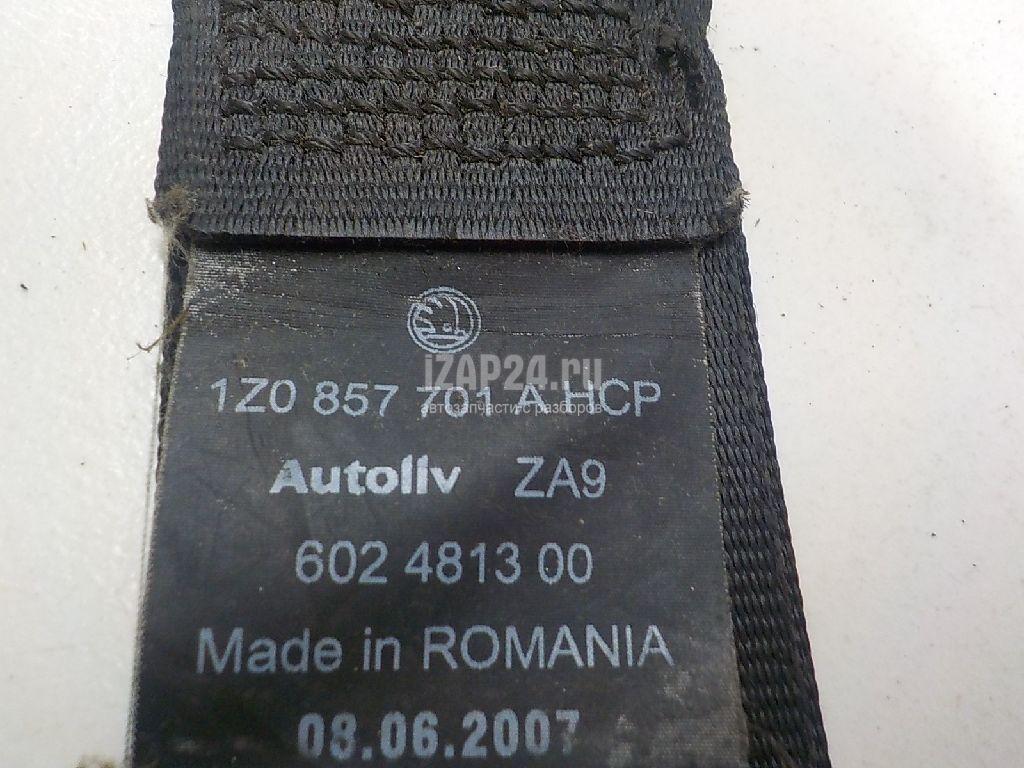 iZAP24.ru
1Z0 857 701 A HCP
автозапчасти с разборов
Autoliv ZA9
602 4813 00
Made in ROMANIA
08.06.2007